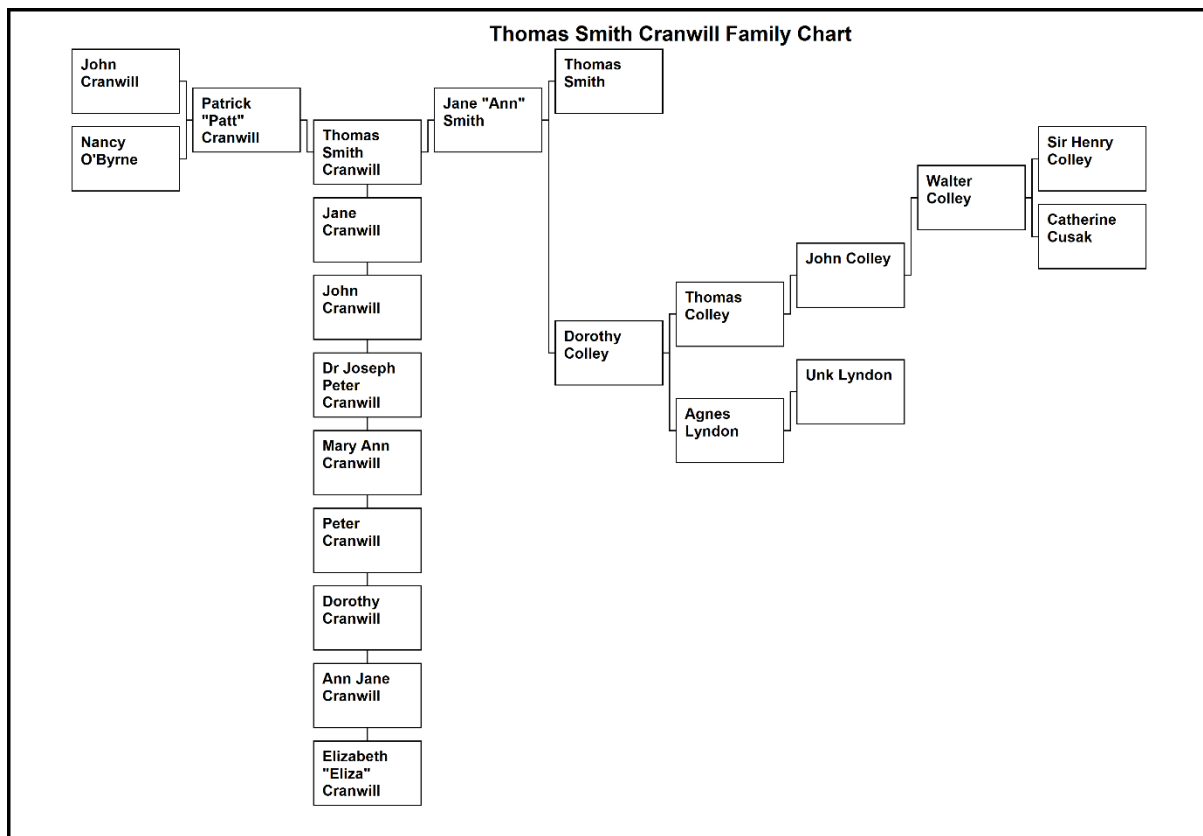 Thomas Smith Cranwill Family Chart
John
Cranwill
Nancy
O'Byrne
Patrick
"Patt"
Cranwill
Thomas
Smith
Cranwill
Jane
Cranwill
John
Cranwill
Dr Joseph
Peter
Cranwill
Mary Ann
Cranwill
Peter
Cranwill
Dorothy
Cranwill
Ann Jane
Cranwill
Elizabeth
"Eliza"
Cranwill
Jane "Ann"
Smith
Thomas
Smith
Dorothy
Colley
Thomas
Colley
Agnes
Lyndon
John Colley
Unk Lyndon
Walter
Colley
Sir Henry
Colley
Catherine
Cusak